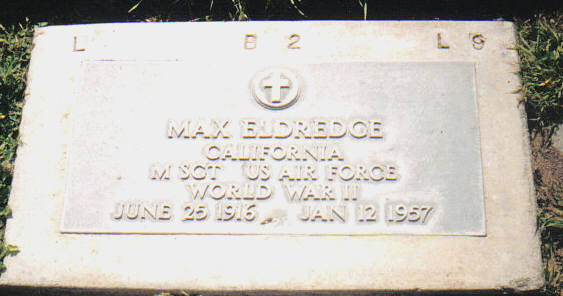 L B 2 L 9
MAX ELDREDGE
CALIFORNIA
M SGT US AIR FORCE
WORLD WAR II
JUNE 25 1916 JAN 12 1957